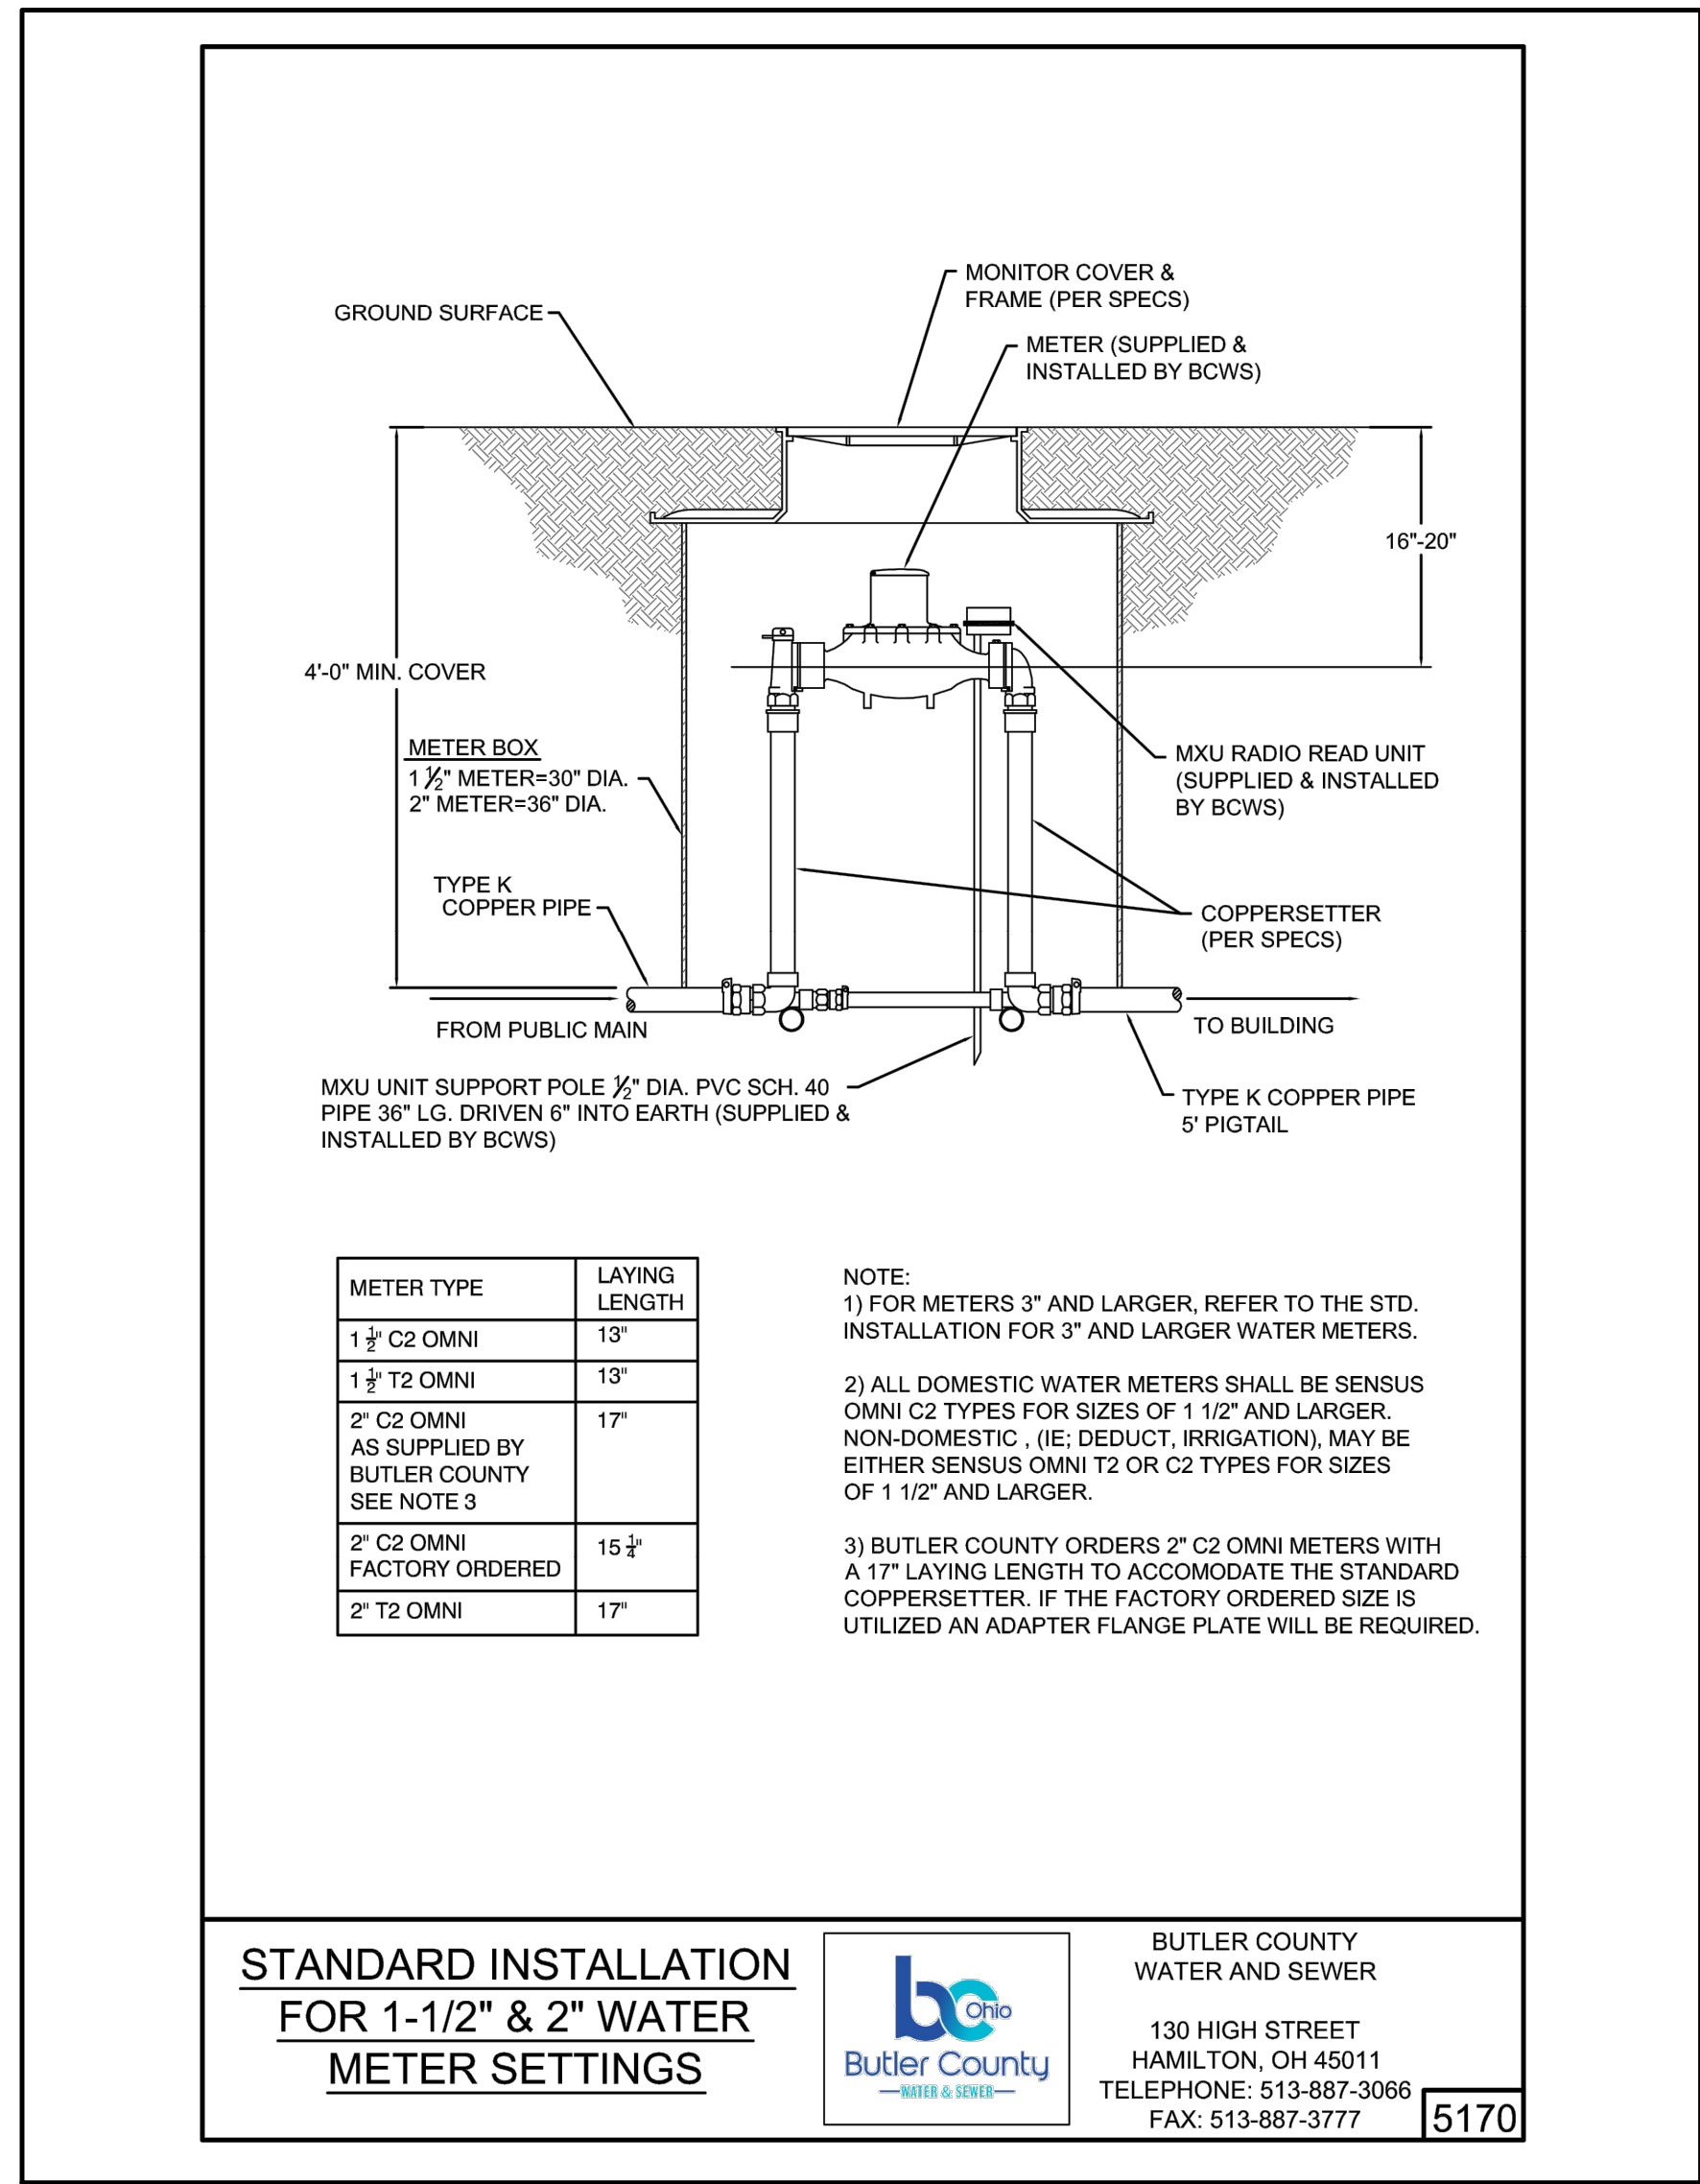 MONITOR COVER &
FRAME (PER SPECS)
GROUND SURFACE
METER (SUPPLIED &
INSTALLED BY BCWS)
16"-20"
4'-0" MIN. COVER
METER BOX
1 1/2" METER=30" DIA.
2" METER=36" DIA.
MXU RADIO READ UNIT
(SUPPLIED & INSTALLED
BY BCWS)
TYPE K
COPPER PIPE
COPPERSETTER
(PER SPECS)
FROM PUBLIC MAIN
TO BUILDING
MXU UNIT SUPPORT POLE 1/2" DIA. PVC SCH. 40
PIPE 36" LG. DRIVEN 6" INTO EARTH (SUPPLIED &
INSTALLED BY BCWS)
TYPE K COPPER PIPE
5' PIGTAIL
METER TYPE
LAYING
LENGTH
1 1/2" C2 OMNI
13"
1 1/2" T2 OMNI
13"
2" C2 OMNI
AS SUPPLIED BY
BUTLER COUNTY
SEE NOTE 3
17"
2" C2 OMNI
FACTORY ORDERED
15 1/4"
2" T2 OMNI
17"
NOTE:
1) FOR METERS 3" AND LARGER, REFER TO THE STD.
INSTALLATION FOR 3" AND LARGER WATER METERS.
2) ALL DOMESTIC WATER METERS SHALL BE SENSUS
OMNI C2 TYPES FOR SIZES OF 1 1/2" AND LARGER.
NON-DOMESTIC , (IE; DEDUCT, IRRIGATION), MAY BE
EITHER SENSUS OMNI T2 OR C2 TYPES FOR SIZES
OF 1 1/2" AND LARGER.
3) BUTLER COUNTY ORDERS 2" C2 OMNI METERS WITH
A 17" LAYING LENGTH TO ACCOMODATE THE STANDARD
COPPERSETTER. IF THE FACTORY ORDERED SIZE IS
UTILIZED AN ADAPTER FLANGE PLATE WILL BE REQUIRED.
STANDARD INSTALLATION
FOR 1-1/2" & 2" WATER
METER SETTINGS
bc Ohio
Butler County
WATER & SEWER
BUTLER COUNTY
WATER AND SEWER
130 HIGH STREET
HAMILTON, OH 45011
TELEPHONE: 513-887-3066
FAX: 513-887-3777
5170